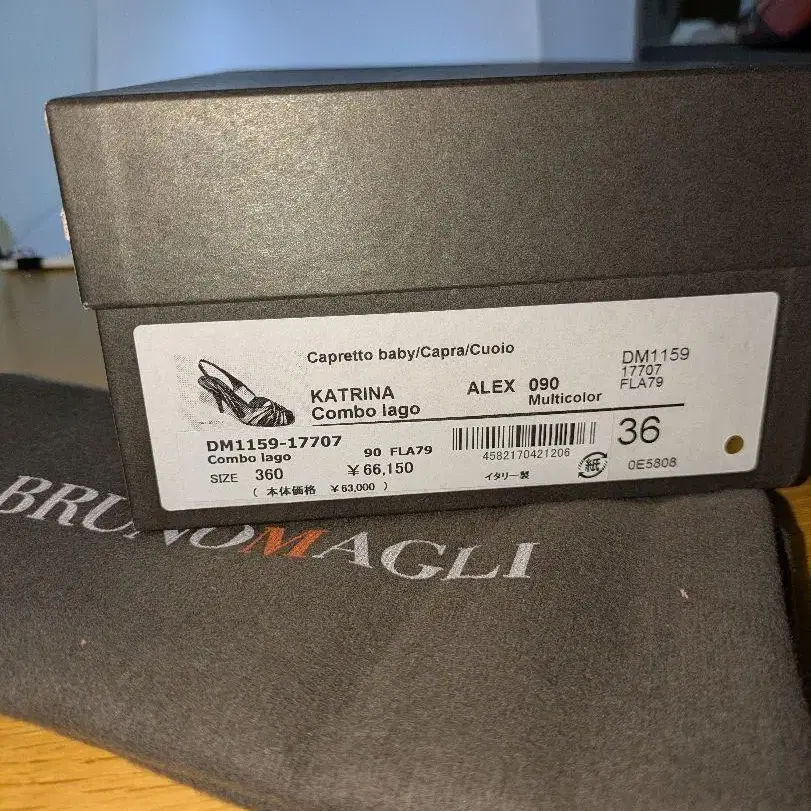 Capretto baby/Capra/Cuoio
KATRINA
Combo lago
ALEX 090
Multicolor
DM1159
17707
FLA79
DM1159-17707
Combo lago
90 FLA79
SIZE 360
￥66,150
( 本体価格 ￥63,000 )
4582170421206
イタリー製
紙
36
0E5808
BRUNOMAGLI